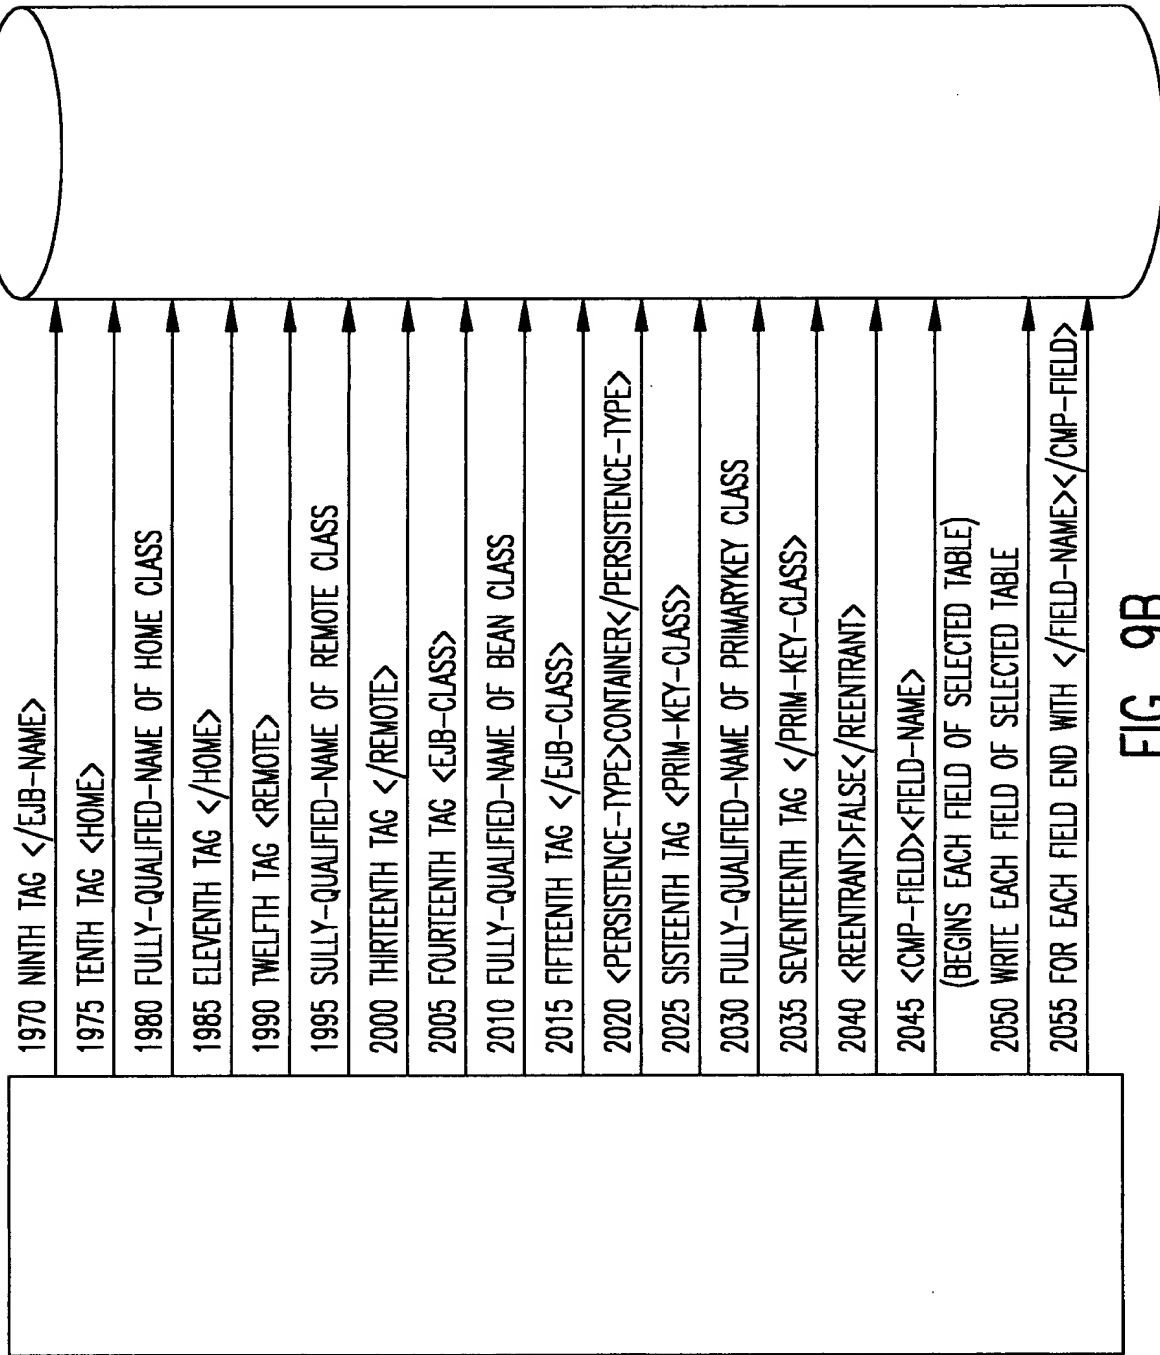 1970 NINTH TAG </EJB-NAME>
1975 TENTH TAG <HOME>
1980 FULLY-QUALIFIED-NAME OF HOME CLASS
1985 ELEVENTH TAG </HOME>
1990 TWELFTH TAG <REMOTE>
1995 SULLY-QUALIFIED-NAME OF REMOTE CLASS
2000 THIRTEENTH TAG </REMOTE>
2005 FOURTEENTH TAG <EJB-CLASS>
2010 FULLY-QUALIFIED-NAME OF BEAN CLASS
2015 FIFTEENTH TAG </EJB-CLASS>
2020 <PERSISTENCE-TYPE>CONTAINER</PERSISTENCE-TYPE>
2025 SISTEENTH TAG <PRIM-KEY-CLASS>
2030 FULLY-QUALIFIED-NAME OF PRIMARYKEY CLASS
2035 SEVENTEENTH TAG </PRIM-KEY-CLASS>
2040 <REENTRANT>FALSE</REENTRANT>
2045 <CMP-FIELD><FIELD-NAME>
(BEGINS EACH FIELD OF SELECTED TABLE)
2050 WRITE EACH FIELD OF SELECTED TABLE
2055 FOR EACH FIELD END WITH </FIELD-NAME></CMP-FIELD>
FIG 9B